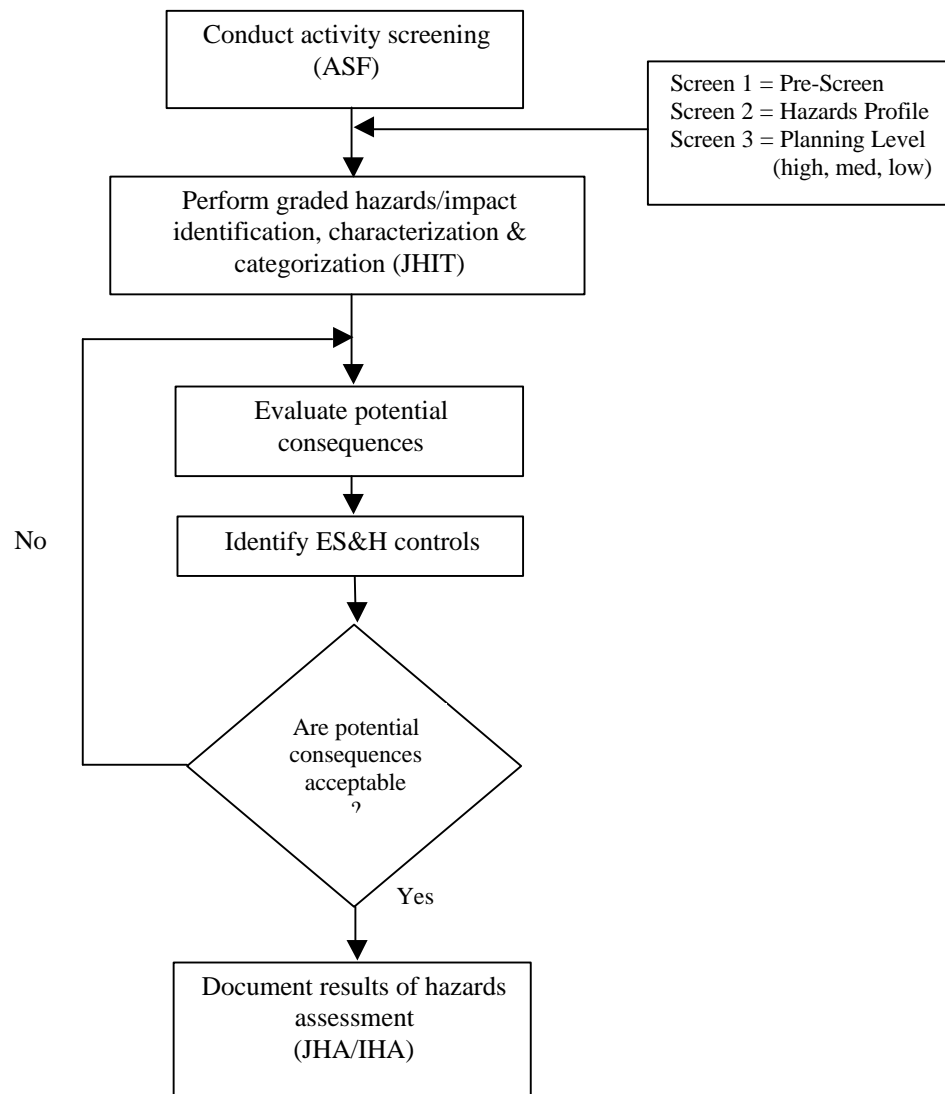 Conduct activity screening
(ASF)
Screen 1 = Pre-Screen
Screen 2 = Hazards Profile
Screen 3 = Planning Level
(high, med, low)
Perform graded hazards/impact
identification, characterization &
categorization (JHIT)
Evaluate potential
consequences
Identify ES&H controls
No
Are potential
consequences
acceptable
?
Yes
Document results of hazards
assessment
(JHA/IHA)